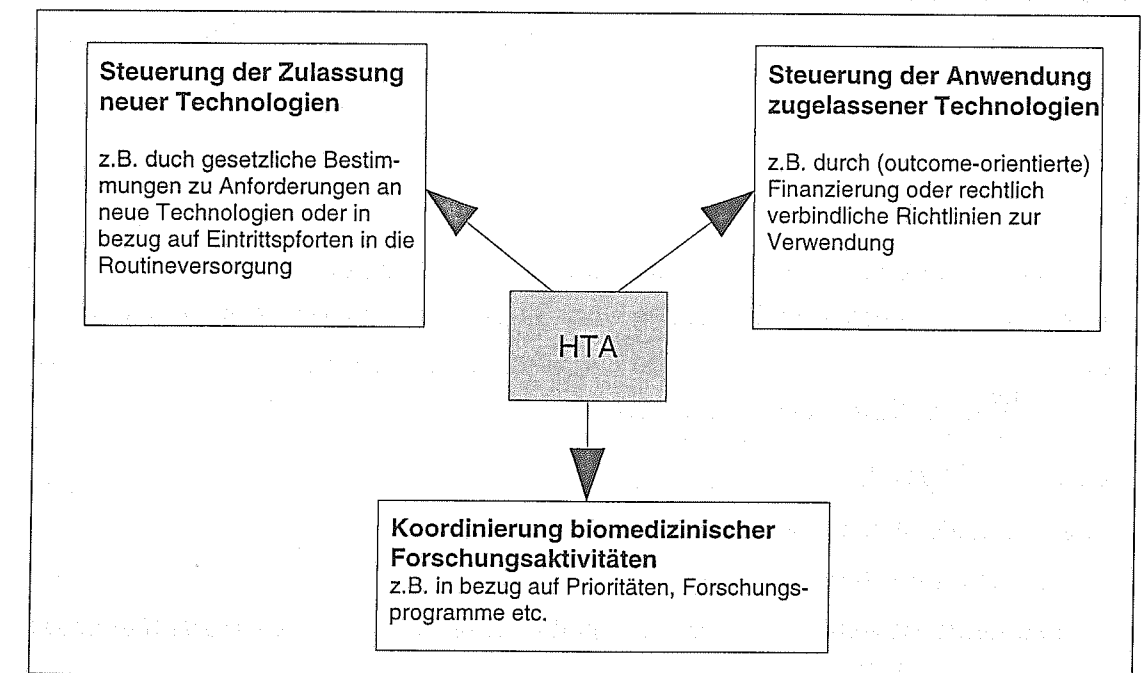 Steuerung der Zulassung
neuer Technologien
z.B. duch gesetzliche Bestim-
mungen zu Anforderungen an
neue Technologien oder in
bezug auf Eintrittspforten in die
Routineversorgung
Steuerung der Anwendung
zugelassener Technologien
z.B. durch (outcome-orientierte)
Finanzierung oder rechtlich
verbindliche Richtlinien zur
Verwendung
HTA
Koordinierung biomedizinischer
Forschungsaktivitäten
z.B. in bezug auf Prioritäten, Forschungs-
programme etc.